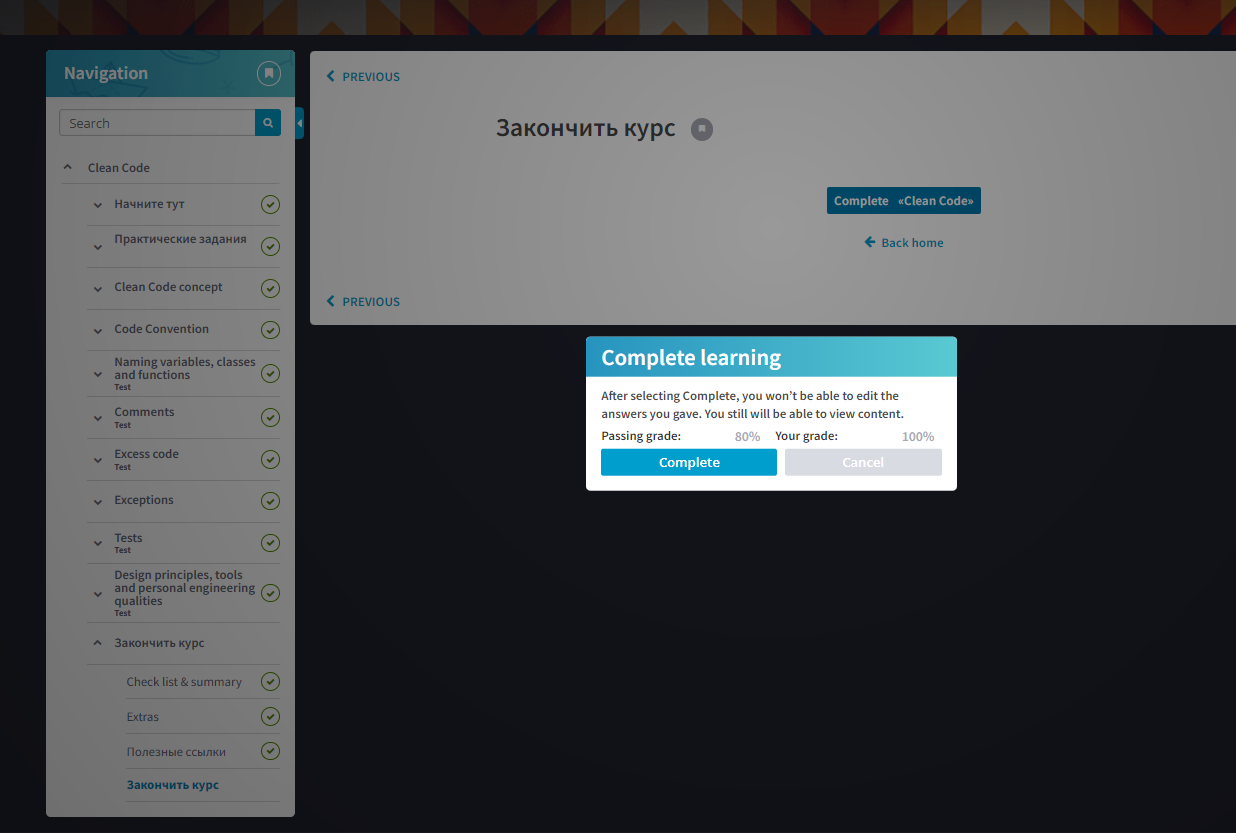 Navigation
Search
Clean Code
Начните тут
Практические задания
Clean Code concept
Code Convention
Naming variables, classes
and functions
Test
Comments
Test
Excess code
Test
Exceptions
Tests
Test
Design principles, tools
and personal engineering
qualities
Test
Закончить курс
Check list & summary
Extras
Полезные ссылки
Закончить курс
PREVIOUS
Закончить курс
Complete «Clean Code»
Back home
PREVIOUS
Complete learning
After selecting Complete, you won’t be able to edit the
answers you gave. You still will be able to view content.
Passing grade: 80% Your grade: 100%
Complete Cancel